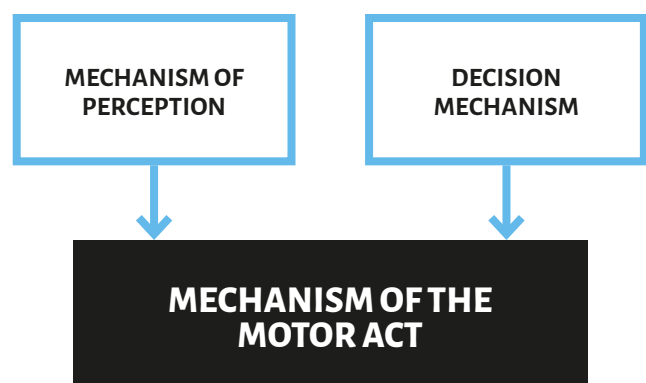 MECHANISM OF
PERCEPTION
DECISION
MECHANISM
MECHANISM OF THE
MOTOR ACT